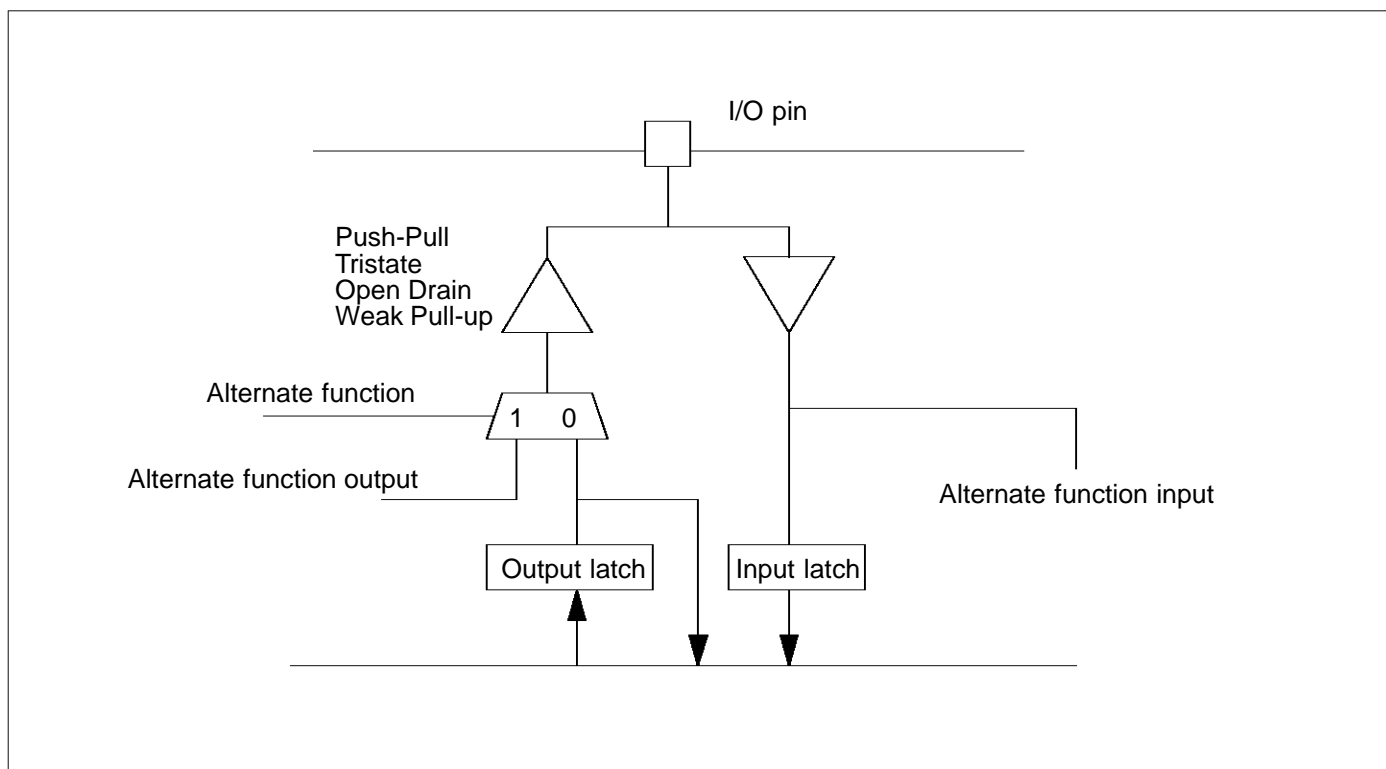 I/O pin
Push-Pull
Tristate
Open Drain
Weak Pull-up
Alternate function
1 0
Alternate function output
Alternate function input
Output latch
Input latch